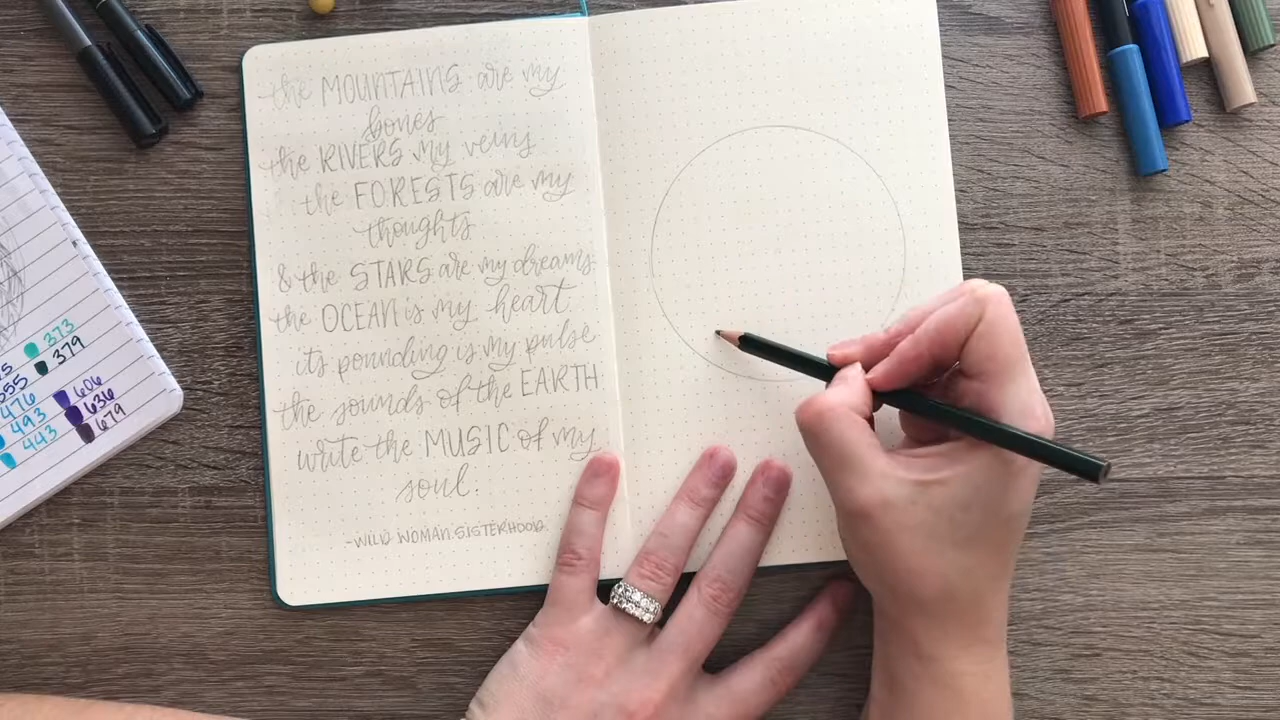 the MOUNTAINS are my
bones
the RIVERS my veins
the FORESTS are my
thoughts
& the STARS are my dreams.
the OCEAN is my heart
its pounding is my pulse
the sounds of the EARTH
write the MUSIC of my
soul.
-WILD WOMAN SISTERHOOD
373
379
476
493
443
606
636
679